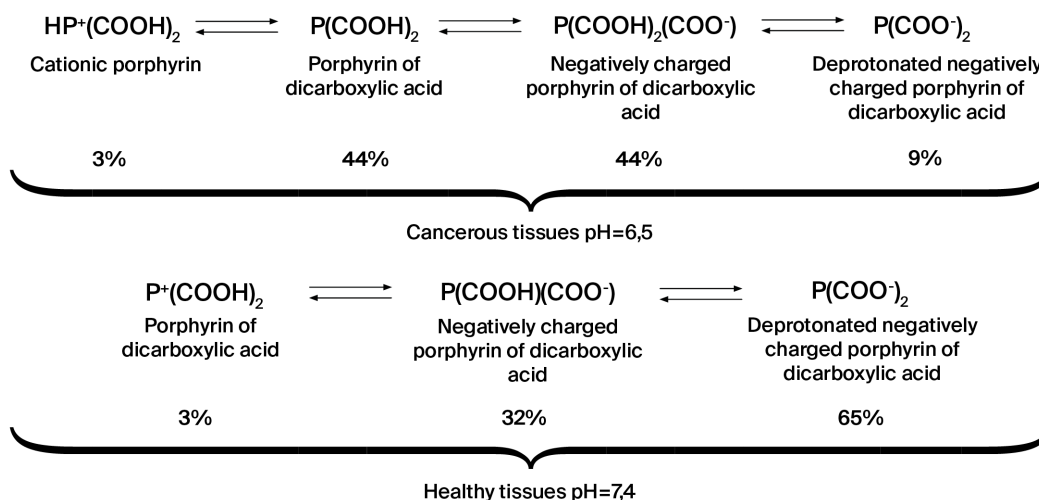 HP⁺(COOH)₂ P(COOH)₂ P(COOH)₂(COO⁻) P(COO⁻)₂
Cationic porphyrin
Porphyrin of
dicarboxylic acid
Negatively charged
porphyrin of dicarboxylic
acid
Deprotonated negatively
charged porphyrin of
dicarboxylic acid
3% 44% 44% 9%
Cancerous tissues pH=6,5
P⁺(COOH)₂ P(COOH)(COO⁻) P(COO⁻)₂
Porphyrin of
dicarboxylic acid
Negatively charged
porphyrin of dicarboxylic
acid
Deprotonated negatively
charged porphyrin of
dicarboxylic acid
3% 32% 65%
Healthy tissues pH=7,4